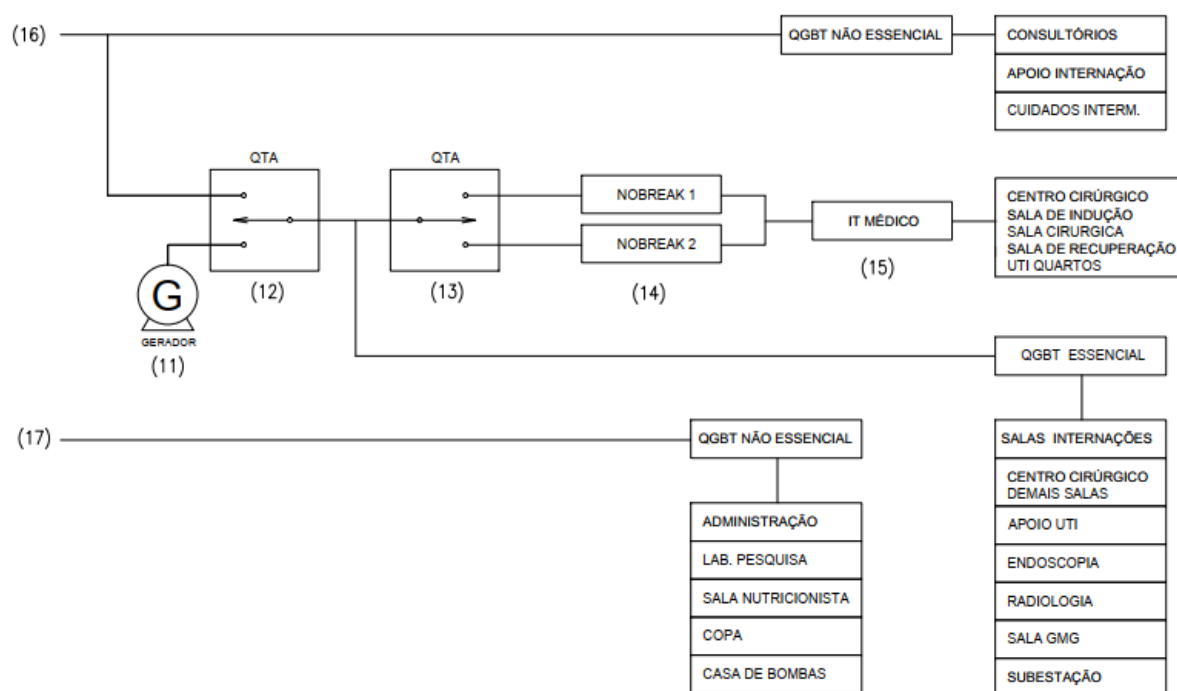 (16)
QGBT NÃO ESSENCIAL
CONSULTÓRIOS
APOIO INTERNAÇÃO
CUIDADOS INTERM.
QTA
QTA
NOBREAK 1
NOBREAK 2
IT MÉDICO
CENTRO CIRÚRGICO
SALA DE INDUÇÃO
SALA CIRURGICA
SALA DE RECUPERAÇÃO
UTI QUARTOS
(12)
(13)
(14)
(15)
G
GERADOR
(11)
QGBT ESSENCIAL
(17)
QGBT NÃO ESSENCIAL
ADMINISTRAÇÃO
LAB. PESQUISA
SALA NUTRICIONISTA
COPA
CASA DE BOMBAS
SALAS INTERNAÇÕES
CENTRO CIRÚRGICO
DEMAIS SALAS
APOIO UTI
ENDOSCOPIA
RADIOLOGIA
SALA GMG
SUBESTAÇÃO